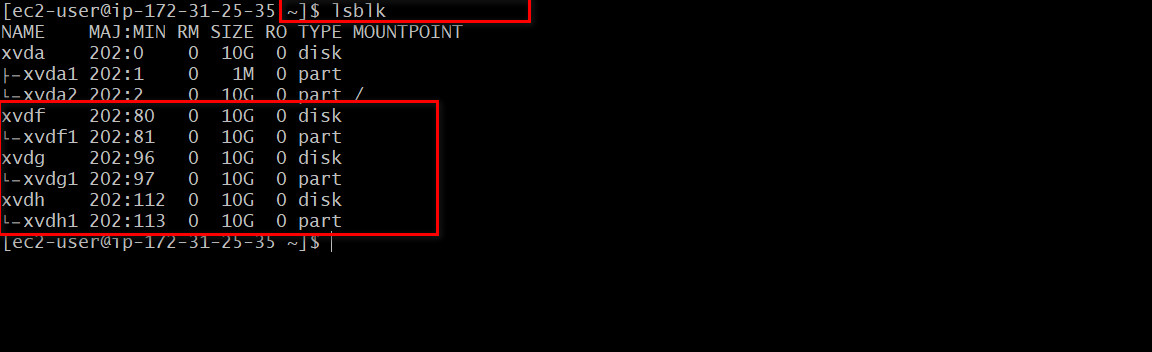 [ec2-user@ip-172-31-25-35 ~]$ lsblk
NAME    MAJ:MIN RM SIZE RO TYPE MOUNTPOINT
xvda    202:0    0  10G  0 disk
├─xvda1 202:1    0   1M  0 part
└─xvda2 202:2    0  10G  0 part /
xvdf    202:80   0  10G  0 disk
└─xvdf1 202:81   0  10G  0 part
xvdg    202:96   0  10G  0 disk
└─xvdg1 202:97   0  10G  0 part
xvdh    202:112  0  10G  0 disk
└─xvdh1 202:113  0  10G  0 part
[ec2-user@ip-172-31-25-35 ~]$